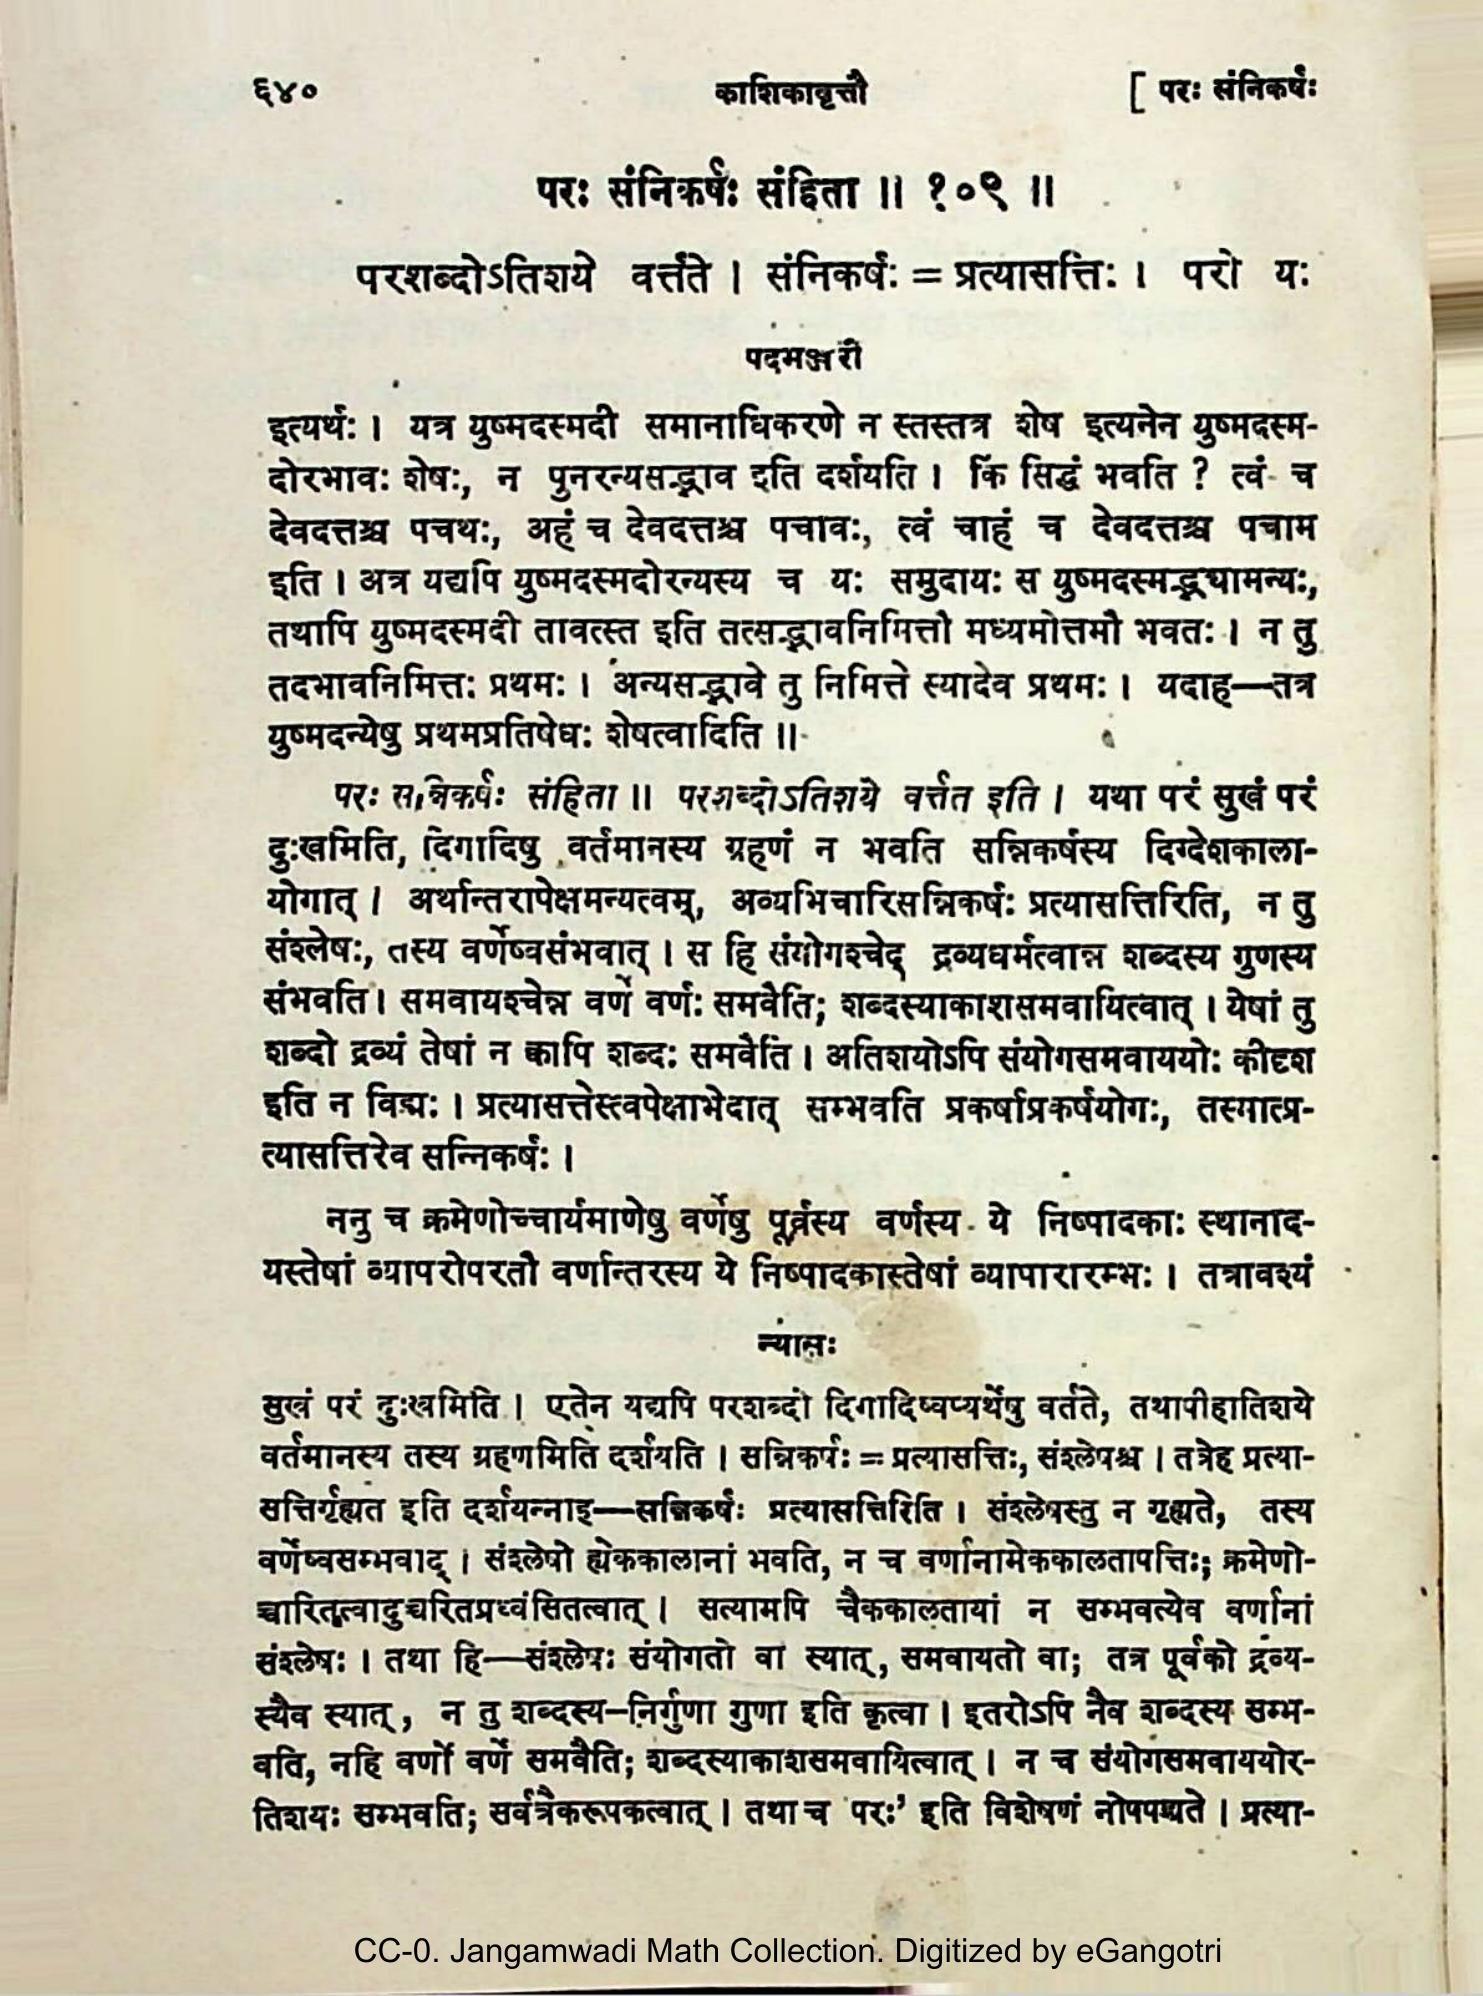 ६४० काशिकावृत्तौ [ परः संनिकर्षः
परः संनिकर्षः संहिता ॥ १०९ ॥
परशब्दोऽतिशये वर्त्तते । संनिकर्षः = प्रत्यासत्तिः । परो यः
पदमञ्जरी
इत्यर्थः । यत्र युष्मदस्मदी समानाधिकरणे न स्तस्तत्र शेष इत्यनेन युष्मदस्म-
दोरभावः शेषः, न पुनरन्यसद्भाव इति दर्शयति । किं सिद्धं भवति ? त्वं च
देवदत्तश्च पचथः, अहं च देवदत्तश्च पचावः, त्वं चाहं च देवदत्तश्च पचाम
इति । अत्र यद्यपि युष्मदस्मदोरन्यस्य च यः समुदायः स युष्मदस्मद्भ्यामन्यः,
तथापि युष्मदस्मदी तावत्स्त इति तत्सद्भावनिमित्तौ मध्यमोत्तमौ भवतः । न तु
तदभावनिमित्तः प्रथमः । अन्यसद्भावे तु निमित्ते स्यादेव प्रथमः । यदाह—तत्र
युष्मदन्येषु प्रथमप्रतिषेधः शेषत्वादिति ॥
परः सन्निकर्षः संहिता ॥ परशब्दोऽतिशये वर्त्तत इति । यथा परं सुखं परं
दुःखमिति, दिगादिषु वर्तमानस्य ग्रहणं न भवति सन्निकर्षस्य दिग्देशकाला-
योगात् । अर्थान्तरापेक्षमन्यत्वम्, अव्यभिचारिसन्निकर्षः प्रत्यासत्तिरिति, न तु
संश्लेषः, तस्य वर्णेष्वसंभवात् । स हि संयोगश्चेद् द्रव्यधर्मत्वान्न शब्दस्य गुणस्य
संभवति । समवायश्चेन्न वर्णे वर्णः समवैति; शब्दस्याकाशसमवायित्वात् । येषां तु
शब्दो द्रव्यं तेषां न क्वापि शब्दः समवैति । अतिशयोऽपि संयोगसमवाययोः कीदृश
इति न विद्मः । प्रत्यासत्तेस्त्वपेक्षाभेदात् सम्भवति प्रकर्षाप्रकर्षयोगः, तस्मात्प्र-
त्यासत्तिरेव सन्निकर्षः ।
ननु च क्रमेणोच्चार्यमाणेषु वर्णेषु पूर्वस्य वर्णस्य ये निष्पादकाः स्थानाद-
यस्तेषां व्यापरोपरतौ वर्णान्तरस्य ये निष्पादकास्तेषां व्यापारारम्भः । तत्रावश्यं
न्यासः
सुखं परं दुःखमिति । एतेन यद्यपि परशब्दो दिगादिष्वप्यर्थेषु वर्तते, तथापीहातिशये
वर्तमानस्य तस्य ग्रहणमिति दर्शयति । सन्निकर्षः = प्रत्यासत्तिः, संश्लेषश्च । तत्रेह प्रत्या-
सत्तिर्गृह्यत इति दर्शयन्नाह—सन्निकर्षः प्रत्यासत्तिरिति । संश्लेषस्तु न गृह्यते, तस्य
वर्णेष्वसम्भवाद् । संश्लेषो ह्येककालानां भवति, न च वर्णानामेककालतापत्तिः; क्रमेणो-
च्चारितृत्वादुच्चरितप्रध्वंसितत्वात् । सत्यामपि चैककालतायां न सम्भवत्येव वर्णानां
संश्लेषः । तथा हि—संश्लेषः संयोगतो वा स्यात्, समवायतो वा; तत्र पूर्वको द्रव्य-
स्यैव स्यात्, न तु शब्दस्य–निर्गुणा गुणा इति कृत्वा । इतरोऽपि नैव शब्दस्य सम्भ-
वति, नहि वर्णो वर्णे समवैति; शब्दस्याकाशसमवायित्वात् । न च संयोगसमवाययोर-
तिशयः सम्भवति; सर्वत्रैकरूपकत्वात् । तथा च 'परः' इति विशेषणं नोपपद्यते । प्रत्या-
CC-0. Jangamwadi Math Collection. Digitized by eGangotri